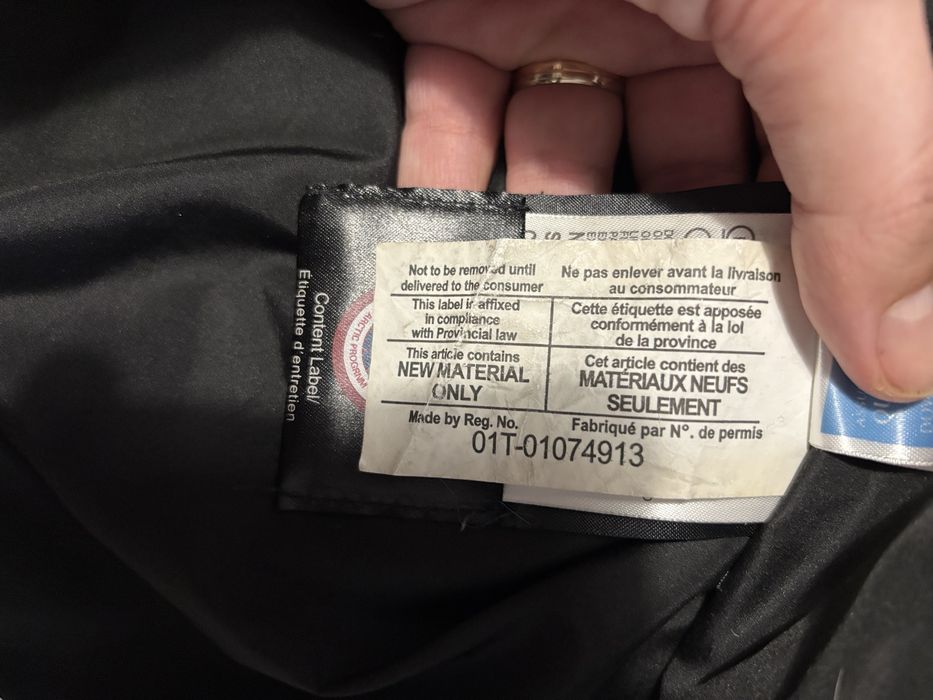 Not to be removed until
delivered to the consumer
This label is affixed
in compliance
with Provincial law
This article contains
NEW MATERIAL
ONLY
Made by Reg. No.
Ne pas enlever avant la livraison
au consommateur
Cette étiquette est apposée
conformément à la loi
de la province
Cet article contient des
MATÉRIAUX NEUFS
SEULEMENT
Fabriqué par N°. de permis
01T-01074913
Content Label/
Étiquette d'entretien
ARCTIC PROGRAM